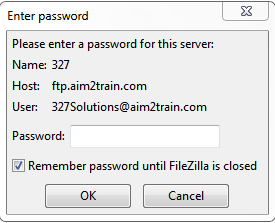 Enter password
Please enter a password for this server:
Name: 327
Host: ftp.aim2train.com
User: 327Solutions@aim2train.com
Password:
Remember password until FileZilla is closed
OK Cancel